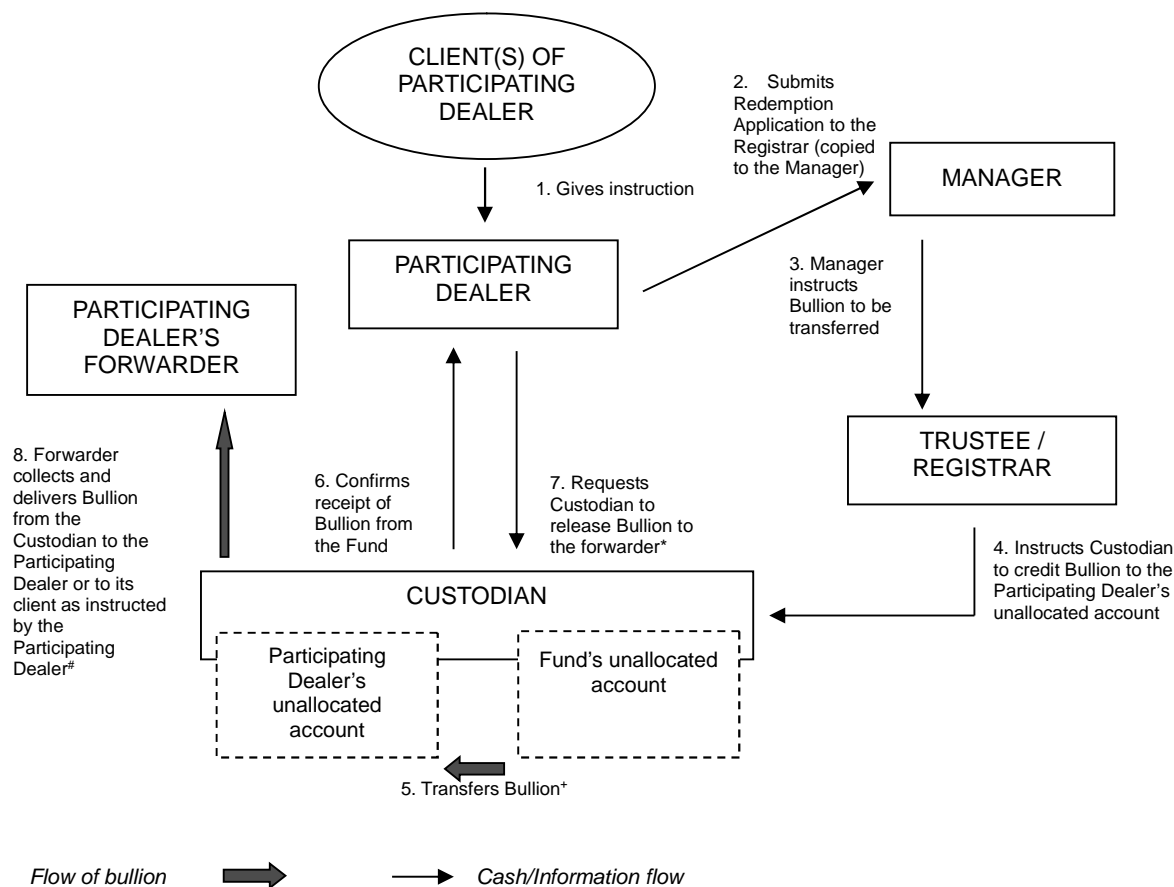 CLIENT(S) OF
PARTICIPATING
DEALER
2. Submits
Redemption
Application to the
Registrar (copied
to the Manager)
MANAGER
1. Gives instruction
PARTICIPATING
DEALER
3. Manager
instructs
Bullion to be
transferred
PARTICIPATING
DEALER'S
FORWARDER
TRUSTEE /
REGISTRAR
8. Forwarder
collects and
delivers Bullion
from the
Custodian to the
Participating
Dealer or to its
client as instructed
by the
Participating
Dealer#
6. Confirms
receipt of
Bullion from
the Fund
7. Requests
Custodian to
release Bullion to
the forwarder*
4. Instructs Custodian
to credit Bullion to the
Participating Dealer's
unallocated account
CUSTODIAN
Participating
Dealer's
unallocated
account
Fund's unallocated
account
5. Transfers Bullion+
Flow of bullion
Cash/Information flow